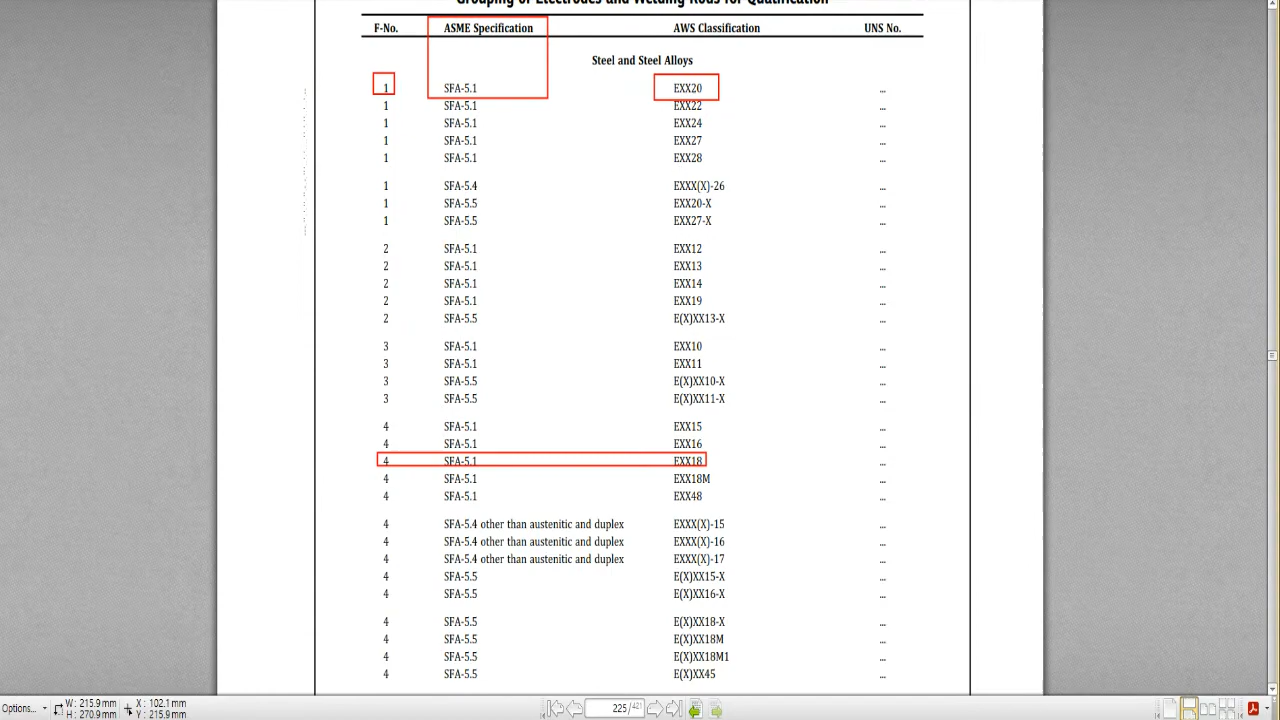 Grouping of Electrodes and Welding Rods for Qualification
F-No. ASME Specification AWS Classification UNS No.
Steel and Steel Alloys
1 SFA-5.1 EXX20 ...
1 SFA-5.1 EXX22 ...
1 SFA-5.1 EXX24 ...
1 SFA-5.1 EXX27 ...
1 SFA-5.1 EXX28 ...
1 SFA-5.4 EXXX(X)-26 ...
1 SFA-5.5 EXX20-X ...
1 SFA-5.5 EXX27-X ...
2 SFA-5.1 EXX12 ...
2 SFA-5.1 EXX13 ...
2 SFA-5.1 EXX14 ...
2 SFA-5.1 EXX19 ...
2 SFA-5.5 E(X)XX13-X ...
3 SFA-5.1 EXX10 ...
3 SFA-5.1 EXX11 ...
3 SFA-5.5 E(X)XX10-X ...
3 SFA-5.5 E(X)XX11-X ...
4 SFA-5.1 EXX15 ...
4 SFA-5.1 EXX16 ...
4 SFA-5.1 EXX18 ...
4 SFA-5.1 EXX18M ...
4 SFA-5.1 EXX48 ...
4 SFA-5.4 other than austenitic and duplex EXXX(X)-15 ...
4 SFA-5.4 other than austenitic and duplex EXXX(X)-16 ...
4 SFA-5.4 other than austenitic and duplex EXXX(X)-17 ...
4 SFA-5.5 E(X)XX15-X ...
4 SFA-5.5 E(X)XX16-X ...
4 SFA-5.5 E(X)XX18-X ...
4 SFA-5.5 E(X)XX18M ...
4 SFA-5.5 E(X)XX18M1 ...
4 SFA-5.5 E(X)XX45 ...
Options... W: 215.9 mm X: 102.1 mm 225 /421
H: 270.9 mm Y: 215.9 mm